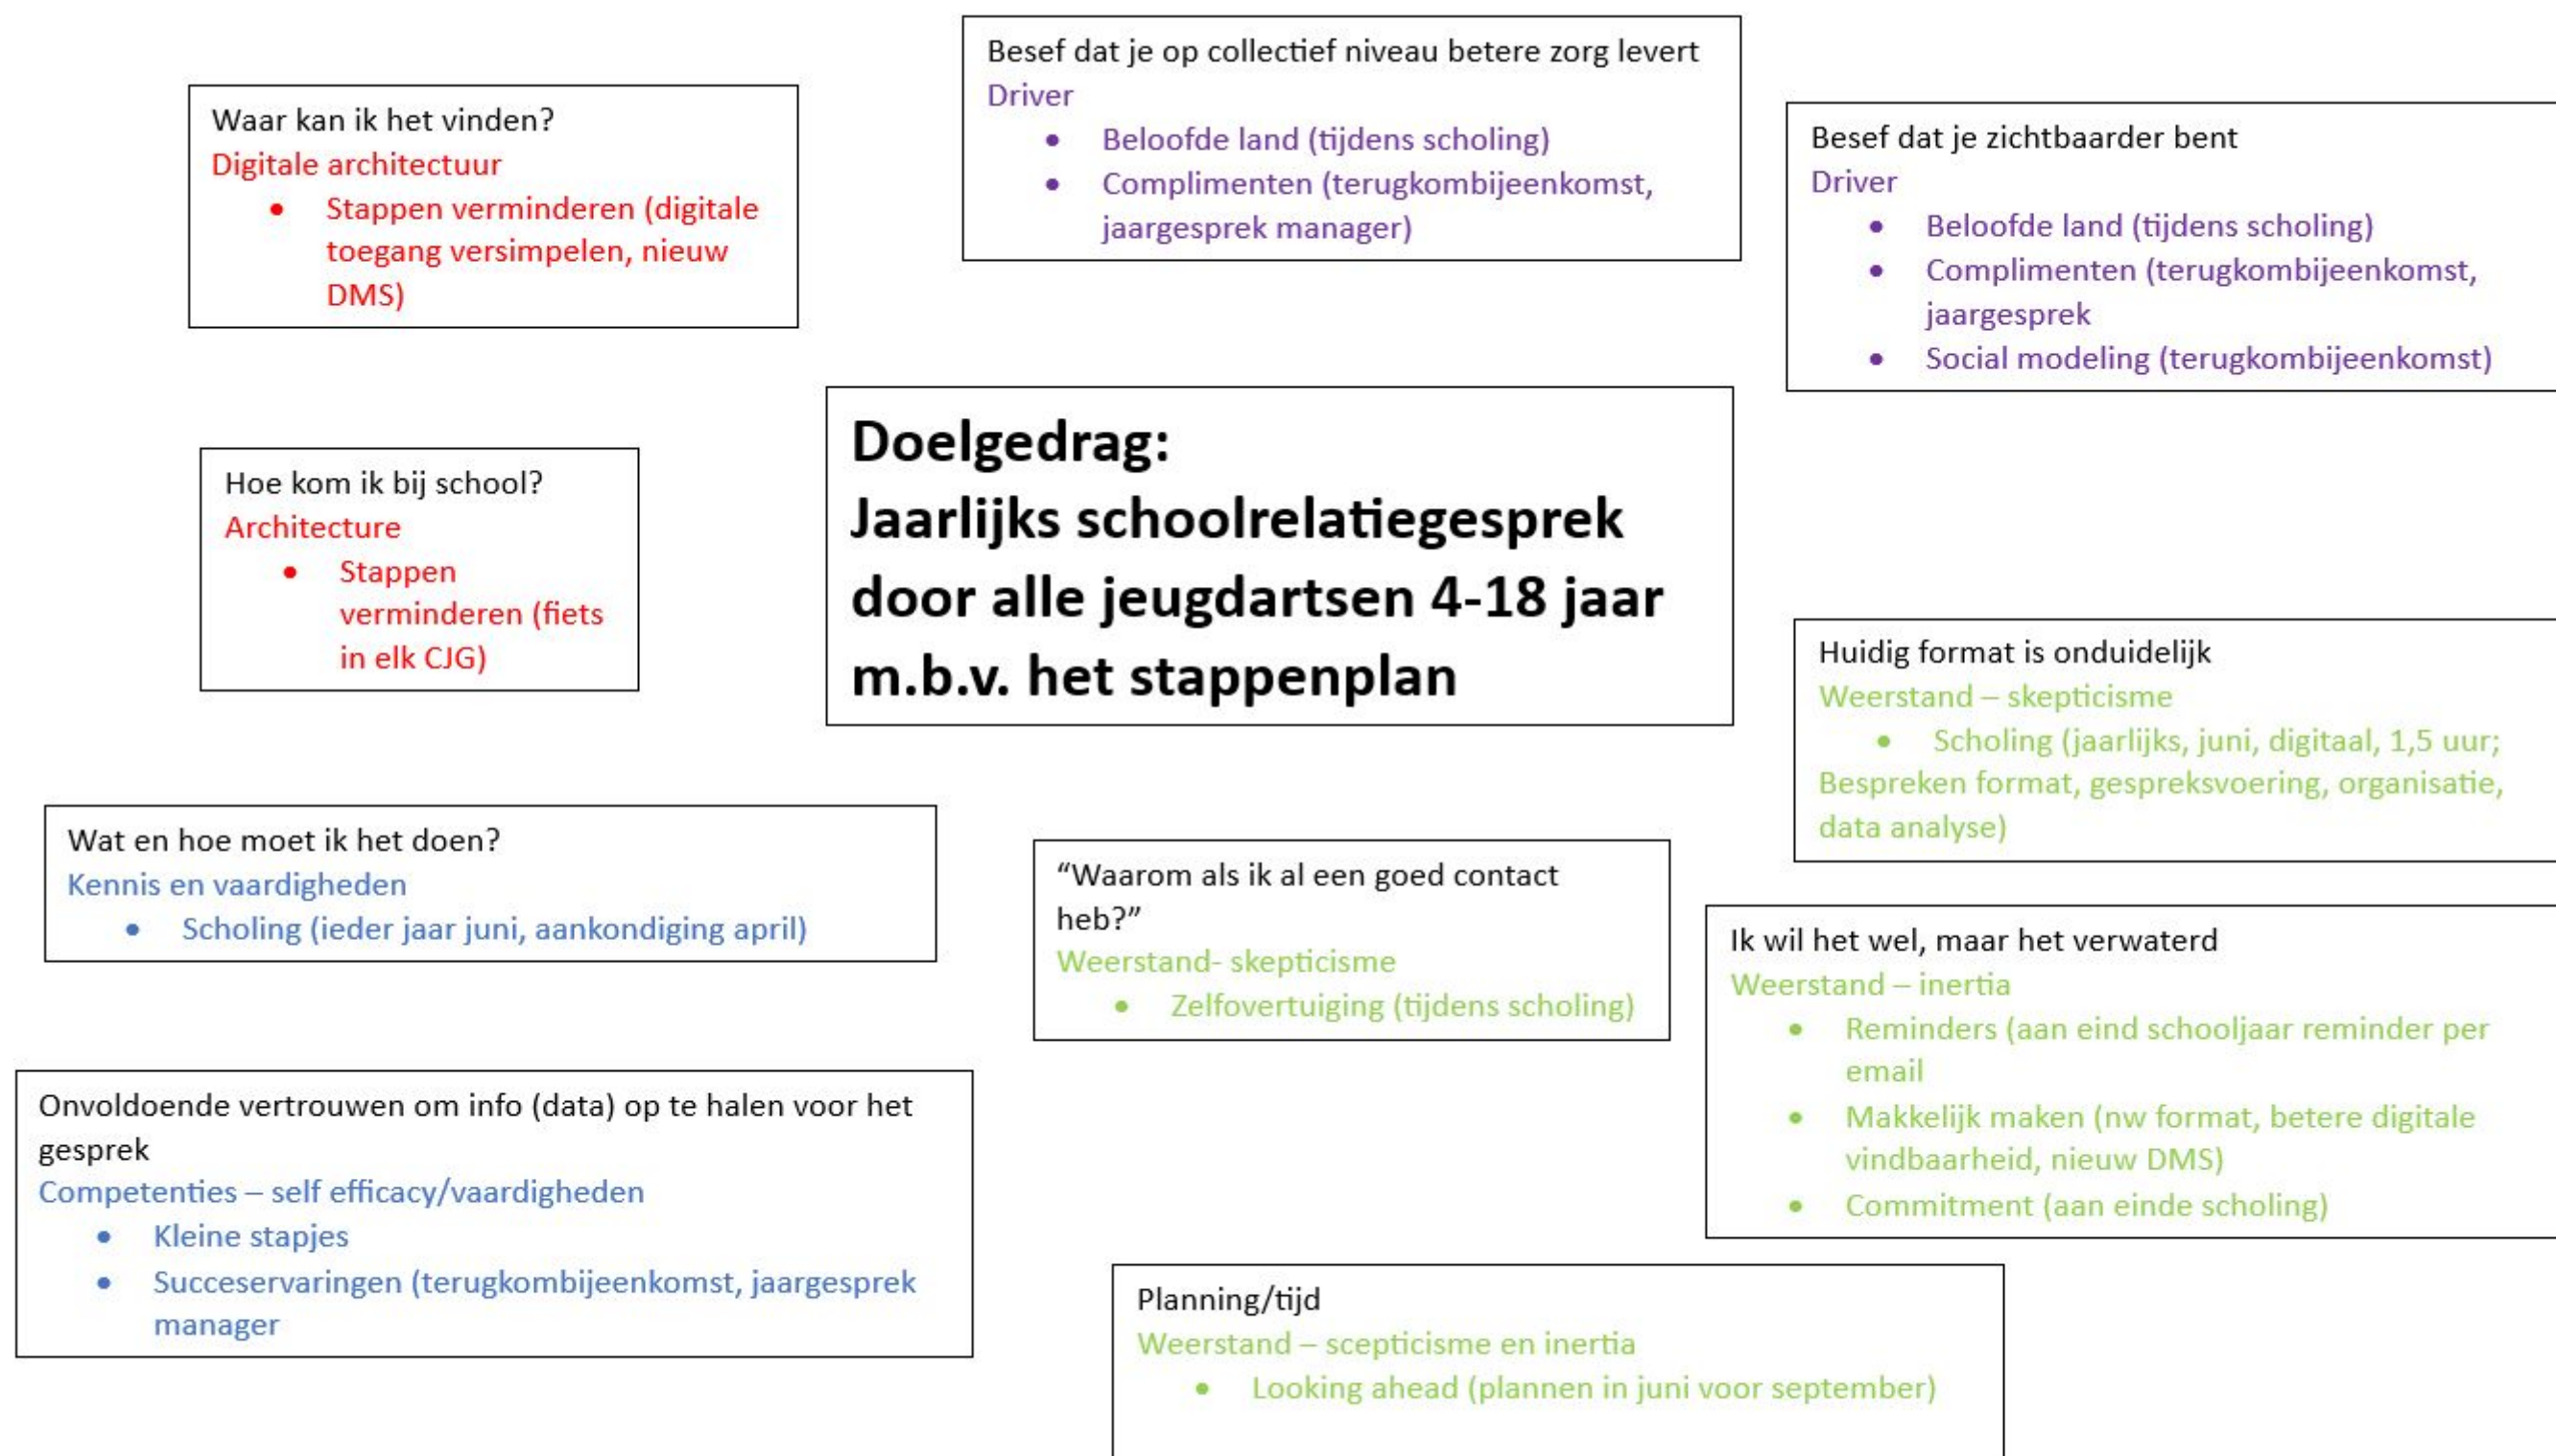 Besef dat je op collectief niveau betere zorg levert
Driver
• Beloofde land (tijdens scholing)
• Complimenten (terugkombijeenkomst,
jaargesprek manager)
Waar kan ik het vinden?
Digitale architectuur
• Stappen verminderen (digitale
toegang versimpelen, nieuw
DMS)
Besef dat je zichtbaarder bent
Driver
• Beloofde land (tijdens scholing)
• Complimenten (terugkombijeenkomst,
jaargesprek
• Social modeling (terugkombijeenkomst)
Doelgedrag:
Jaarlijks schoolrelatiegesprek
door alle jeugdartsen 4-18 jaar
m.b.v. het stappenplan
Hoe kom ik bij school?
Architecture
• Stappen
verminderen (fiets
in elk CJG)
Huidig format is onduidelijk
Weerstand – skepticisme
• Scholing (jaarlijks, juni, digitaal, 1,5 uur;
Bespreken format, gespreksvoering, organisatie,
data analyse)
Wat en hoe moet ik het doen?
Kennis en vaardigheden
• Scholing (ieder jaar juni, aankondiging april)
“Waarom als ik al een goed contact
heb?”
Weerstand- skepticisme
• Zelfovertuiging (tijdens scholing)
Ik wil het wel, maar het verwaterd
Weerstand – inertia
• Reminders (aan eind schooljaar reminder per
email
• Makkelijk maken (nw format, betere digitale
vindbaarheid, nieuw DMS)
• Commitment (aan einde scholing)
Onvoldoende vertrouwen om info (data) op te halen voor het
gesprek
Competenties – self efficacy/vaardigheden
• Kleine stapjes
• Succeservaringen (terugkombijeenkomst, jaargesprek
manager
Planning/tijd
Weerstand – scepticisme en inertia
• Looking ahead (plannen in juni voor september)